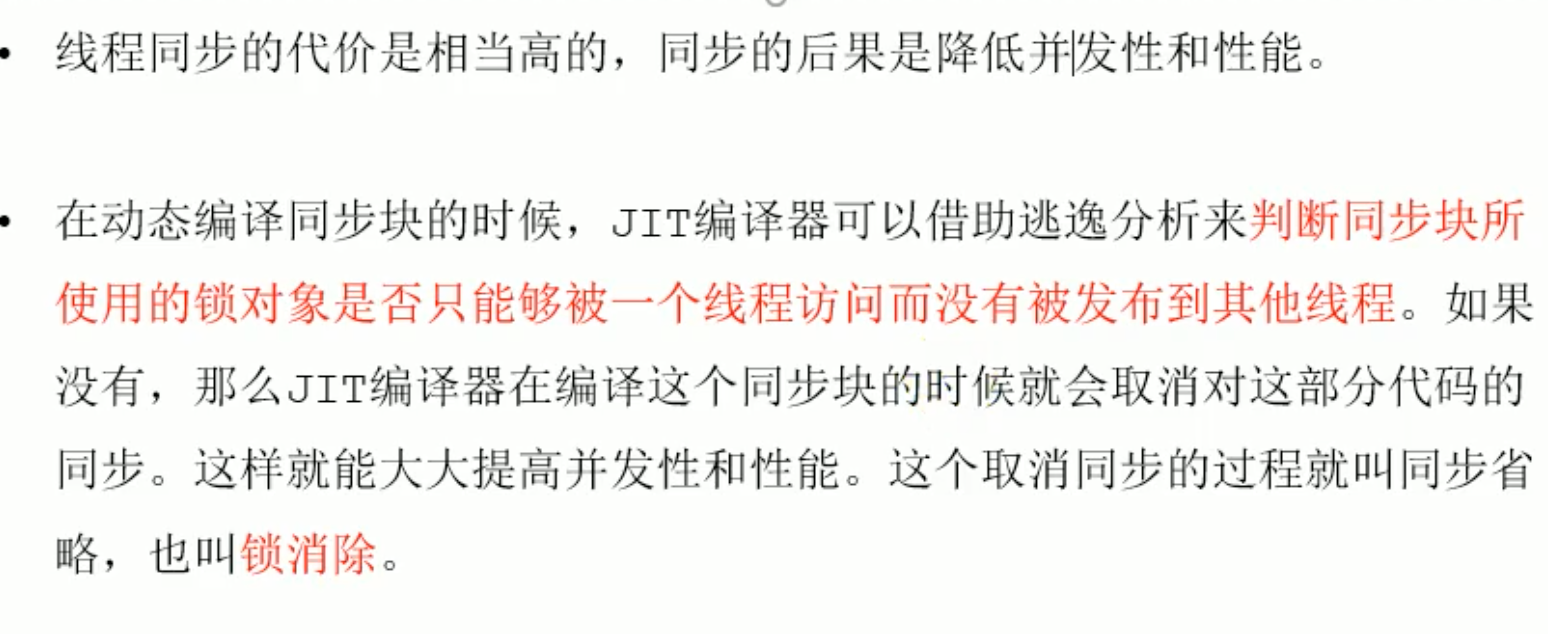 • 线程同步的代价是相当高的，同步的后果是降低并发性和性能。
• 在动态编译同步块的时候，JIT编译器可以借助逃逸分析来判断同步块所
使用的锁对象是否只能够被一个线程访问而没有被发布到其他线程。如果
没有，那么JIT编译器在编译这个同步块的时候就会取消对这部分代码的
同步。这样就能大大提高并发性和性能。这个取消同步的过程就叫同步省
略，也叫锁消除。